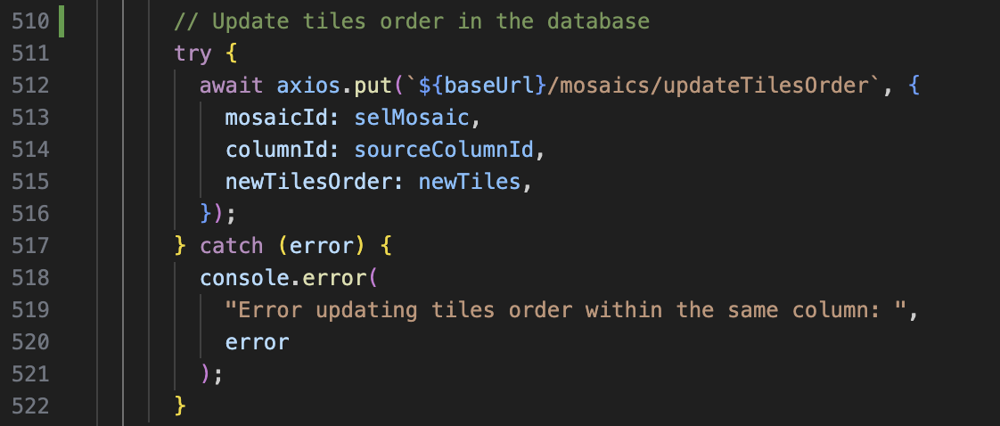 510 // Update tiles order in the database
511 try {
512 await axios.put(`${baseUrl}/mosaics/updateTilesOrder`, {
513 mosaicId: selMosaic,
514 columnId: sourceColumnId,
515 newTilesOrder: newTiles,
516 });
517 } catch (error) {
518 console.error(
519 "Error updating tiles order within the same column: ",
520 error
521 );
522 }